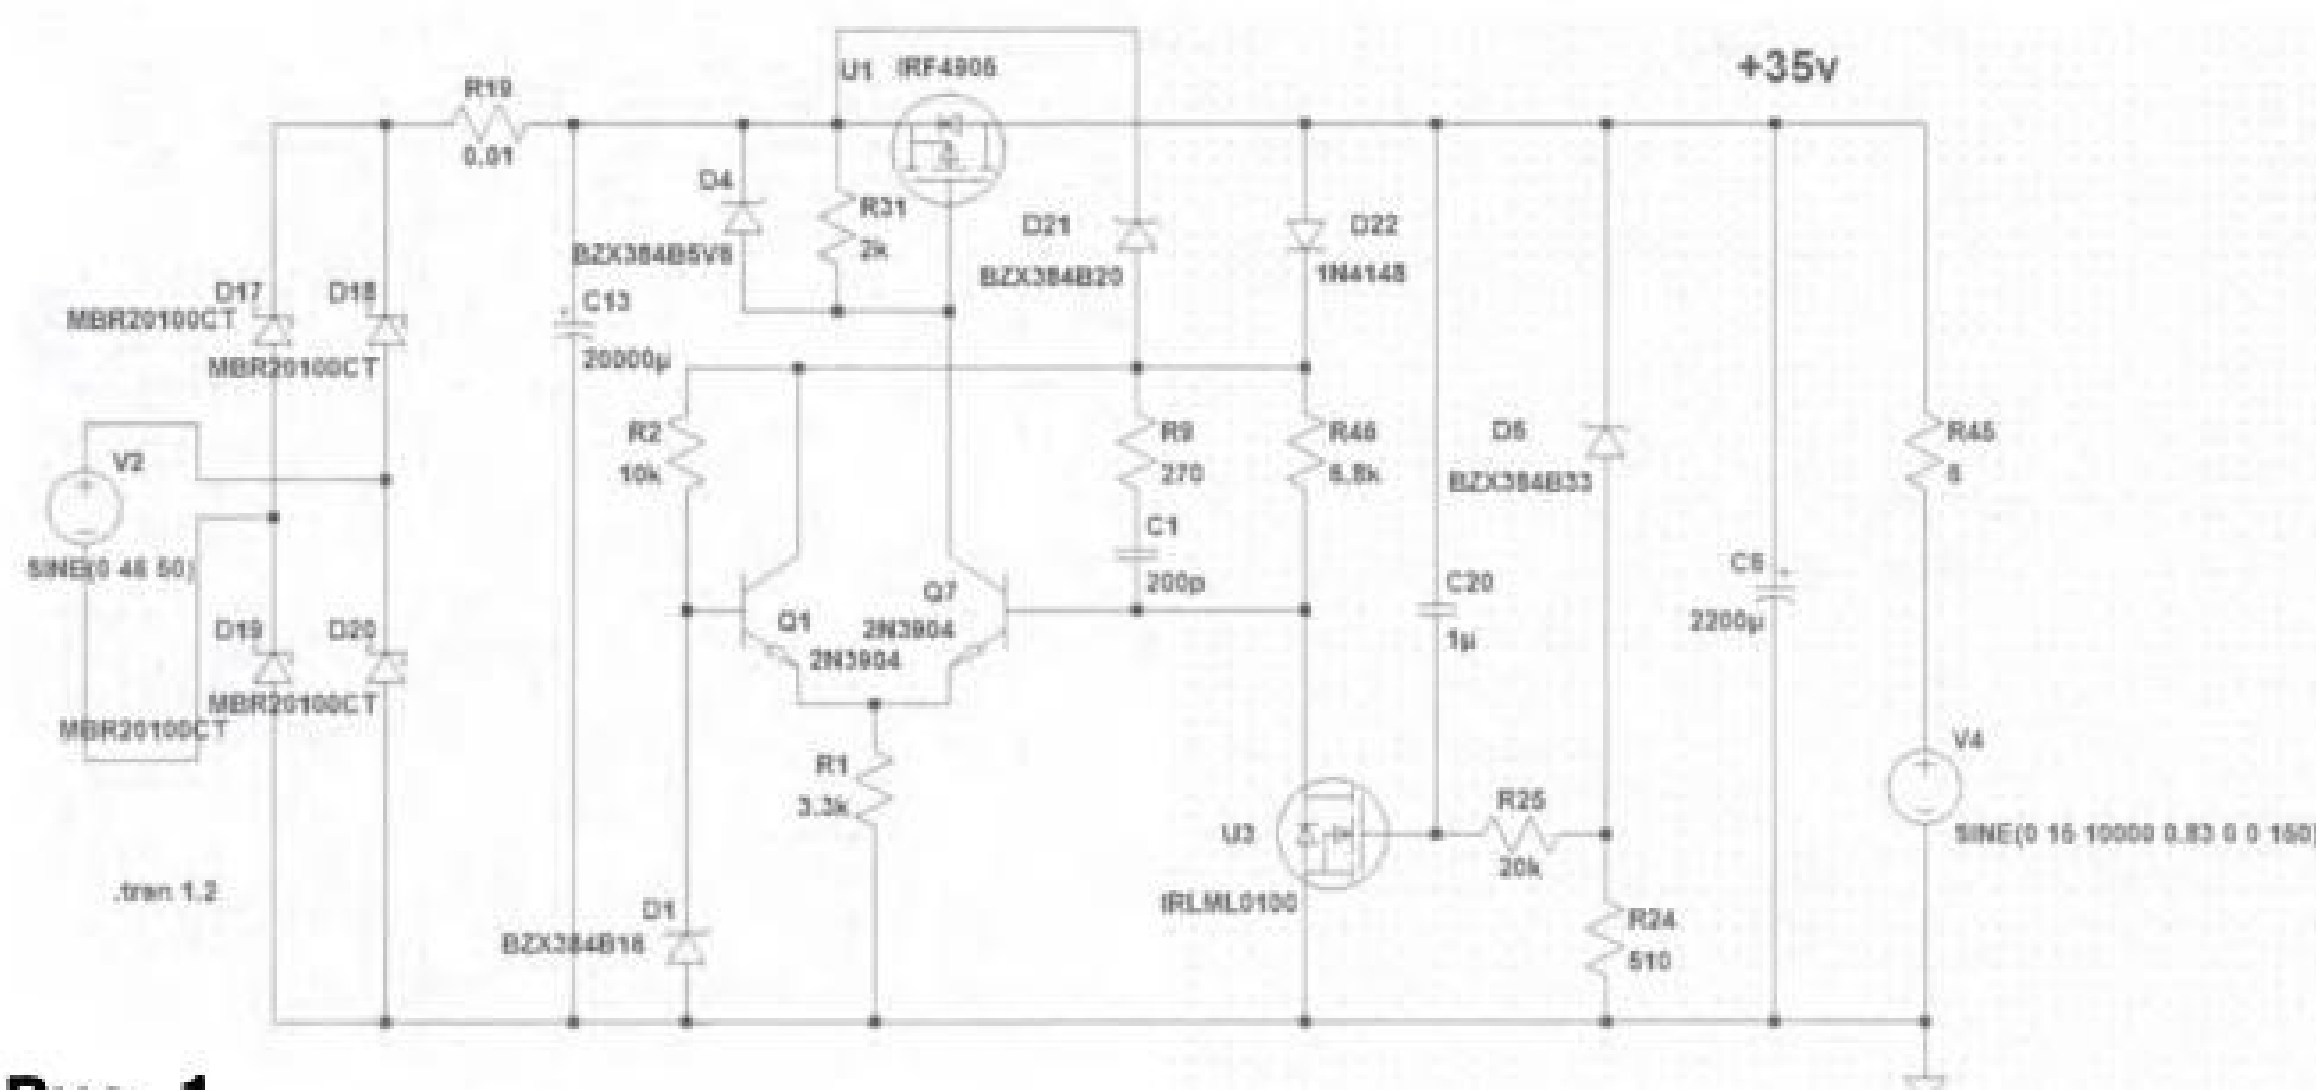 +35v
U1 IRF4905
R19
0.01
D4
BZX384B5V6
R31
2k
D21
BZX384B20
D22
1N4148
D17
MBR20100CT
D18
MBR20100CT
C13
20000µ
R2
10k
R9
270
R46
6.8k
D5
BZX384B33
R45
6
V2
SINE(0 46 50)
C1
200p
C20
1µ
C6
2200µ
Q1
2N3904
Q7
2N3904
D19
MBR20100CT
D20
MBR20100CT
R1
3.3k
U3
IRLML0100
R25
20k
V4
SINE(0 15 10000 0.83 0 0 150)
.tran 1.2
D1
BZX384B16
R24
510